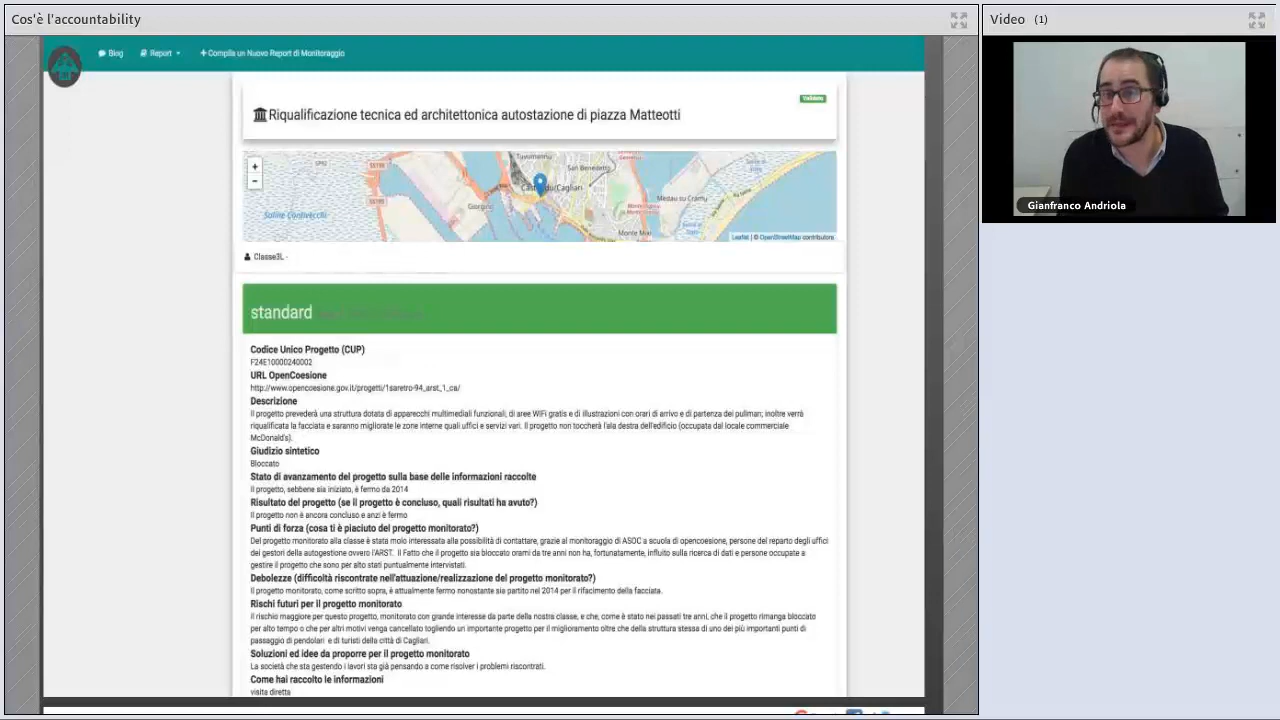 Cos'è l'accountability
Video (1)
Blog
Report
Compila un Nuovo Report di Monitoraggio
Validato
Riqualificazione tecnica ed architettonica autostazione di piazza Matteotti
+
-
Tuvumannu
San Benedetto
Casteddu/Cagliari
Giorgino
Medau su Cramu
Saline Contivecchi
Monte Mixi
Leaflet | © OpenStreetMap contributors
Classe3L -
standard
Codice Unico Progetto (CUP)
F24E10000240002
URL OpenCoesione
http://www.opencoesione.gov.it/progetti/1saretro-94_arst_1_ca/
Descrizione
Il progetto prevederà una struttura dotata di apparecchi multimediali funzionali; di aree WiFi gratis e di illustrazioni con orari di arrivo e di partenza dei pullman; inoltre verrà
riqualificata la facciata e saranno migliorate le zone interne quali uffici e servizi vari. Il progetto non toccherà l'ala destra dell'edificio (occupata dal locale commerciale
McDonald's).
Giudizio sintetico
Bloccato
Stato di avanzamento del progetto sulla base delle informazioni raccolte
Il progetto, sebbene sia iniziato, è fermo da 2014
Risultato del progetto (se il progetto è concluso, quali risultati ha avuto?)
Il progetto non è ancora concluso e anzi è fermo
Punti di forza (cosa ti è piaciuto del progetto monitorato?)
Del progetto monitorato alla classe è stata moio interessata alle possibilità di contattare, grazie al monitoraggio di ASOC a scuola di opencoesione, persone del reparto degli uffici
dei gestori della autogestione ovvero l'ARST. Il Fatto che il progetto sia bloccato orami da tre anni non ha, fortunatamente, influito sulla ricerca di dati e persone occupate a
gestire il progetto che sono per alto stati puntualmente intervistati.
Debolezze (difficoltà riscontrate nell'attuazione/realizzazione del progetto monitorato?)
Il progetto monitorato, come scritto sopra, è attualmente fermo nonostante sia partito nel 2014 per il rifacimento della facciata.
Rischi futuri per il progetto monitorato
Il rischio maggiore per questo progetto, monitorato con grande interesse da parte della nostra classe, e che, come è stato nei passati tre anni, che il progetto rimanga bloccato
per alto tempo o che per altri motivi venga cancellato togliendo un importante progetto per il miglioramento oltre che della struttura stessa di uno dei più importanti punti di
passaggio di pendolari e di turisti della città di Cagliari.
Soluzioni ed idee da proporre per il progetto monitorato
La società che sta gestendo i lavori sta già pensando a come risolver i problemi riscontrati.
Come hai raccolto le informazioni
visita diretta
Gianfranco Andriola